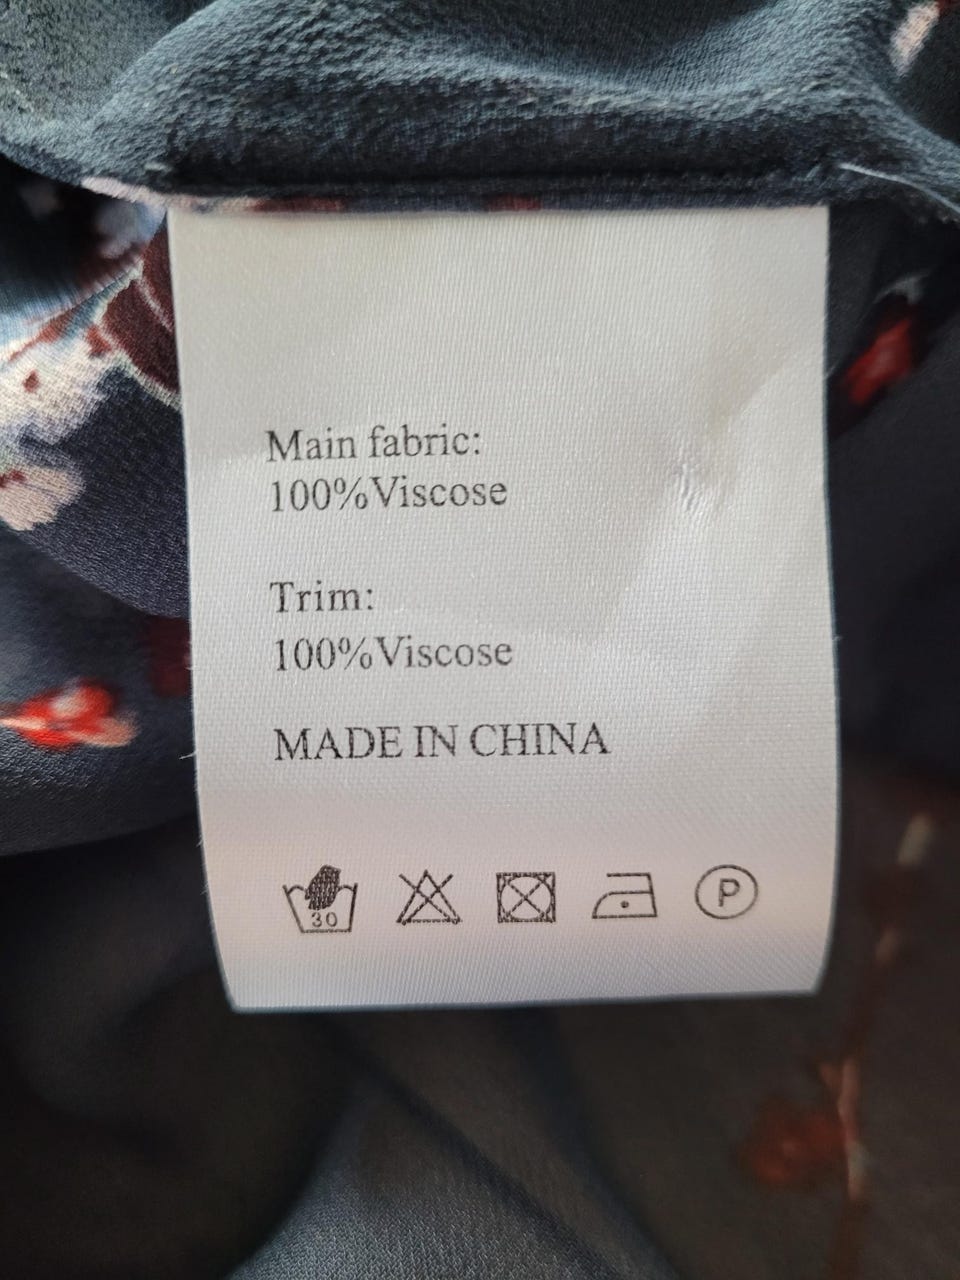 Main fabric:
100%Viscose
Trim:
100%Viscose
MADE IN CHINA
30
P